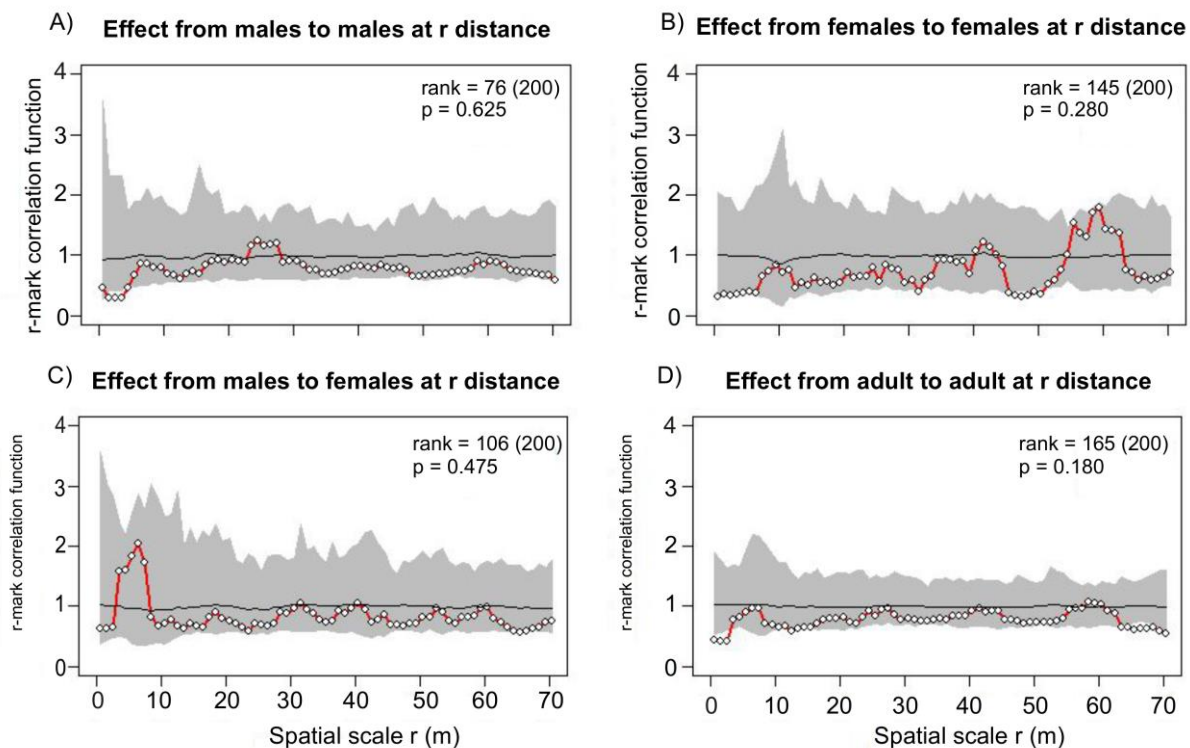 A) Effect from males to males at r distance
r-mark correlation function
4
3
2
1
0
rank = 76 (200)
p = 0.625
B) Effect from females to females at r distance
r-mark correlation function
4
3
2
1
0
rank = 145 (200)
p = 0.280
C) Effect from males to females at r distance
r-mark correlation function
4
3
2
1
0
rank = 106 (200)
p = 0.475
0 10 20 30 40 50 60 70
Spatial scale r (m)
D) Effect from adult to adult at r distance
r-mark correlation function
4
3
2
1
0
rank = 165 (200)
p = 0.180
0 10 20 30 40 50 60 70
Spatial scale r (m)